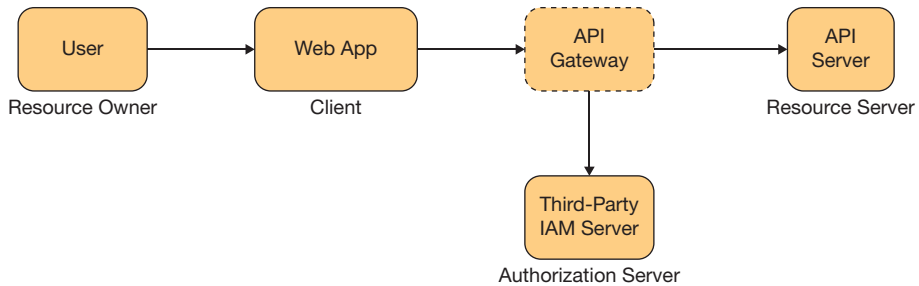 User
Resource Owner
Web App
Client
API
Gateway
API
Server
Resource Server
Third-Party
IAM Server
Authorization Server